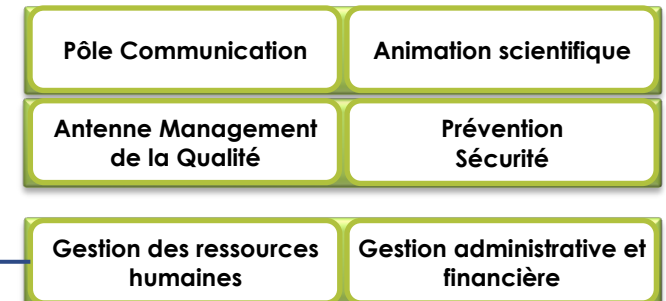 Pôle Communication
Animation scientifique
Antenne Management
de la Qualité
Prévention
Sécurité
Gestion des ressources
humaines
Gestion administrative et
financière